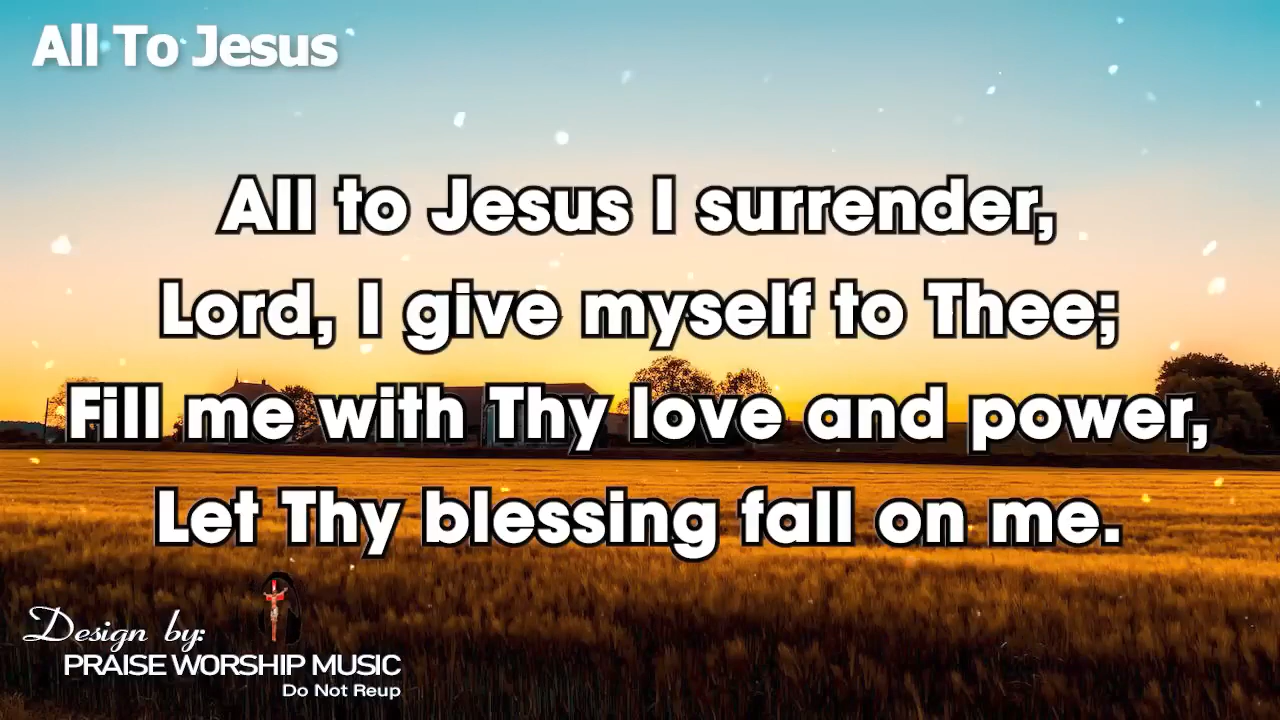 All To Jesus
All to Jesus I surrender,
Lord, I give myself to Thee;
Fill me with Thy love and power,
Let Thy blessing fall on me.
Design by:
PRAISE WORSHIP MUSIC
Do Not Reup